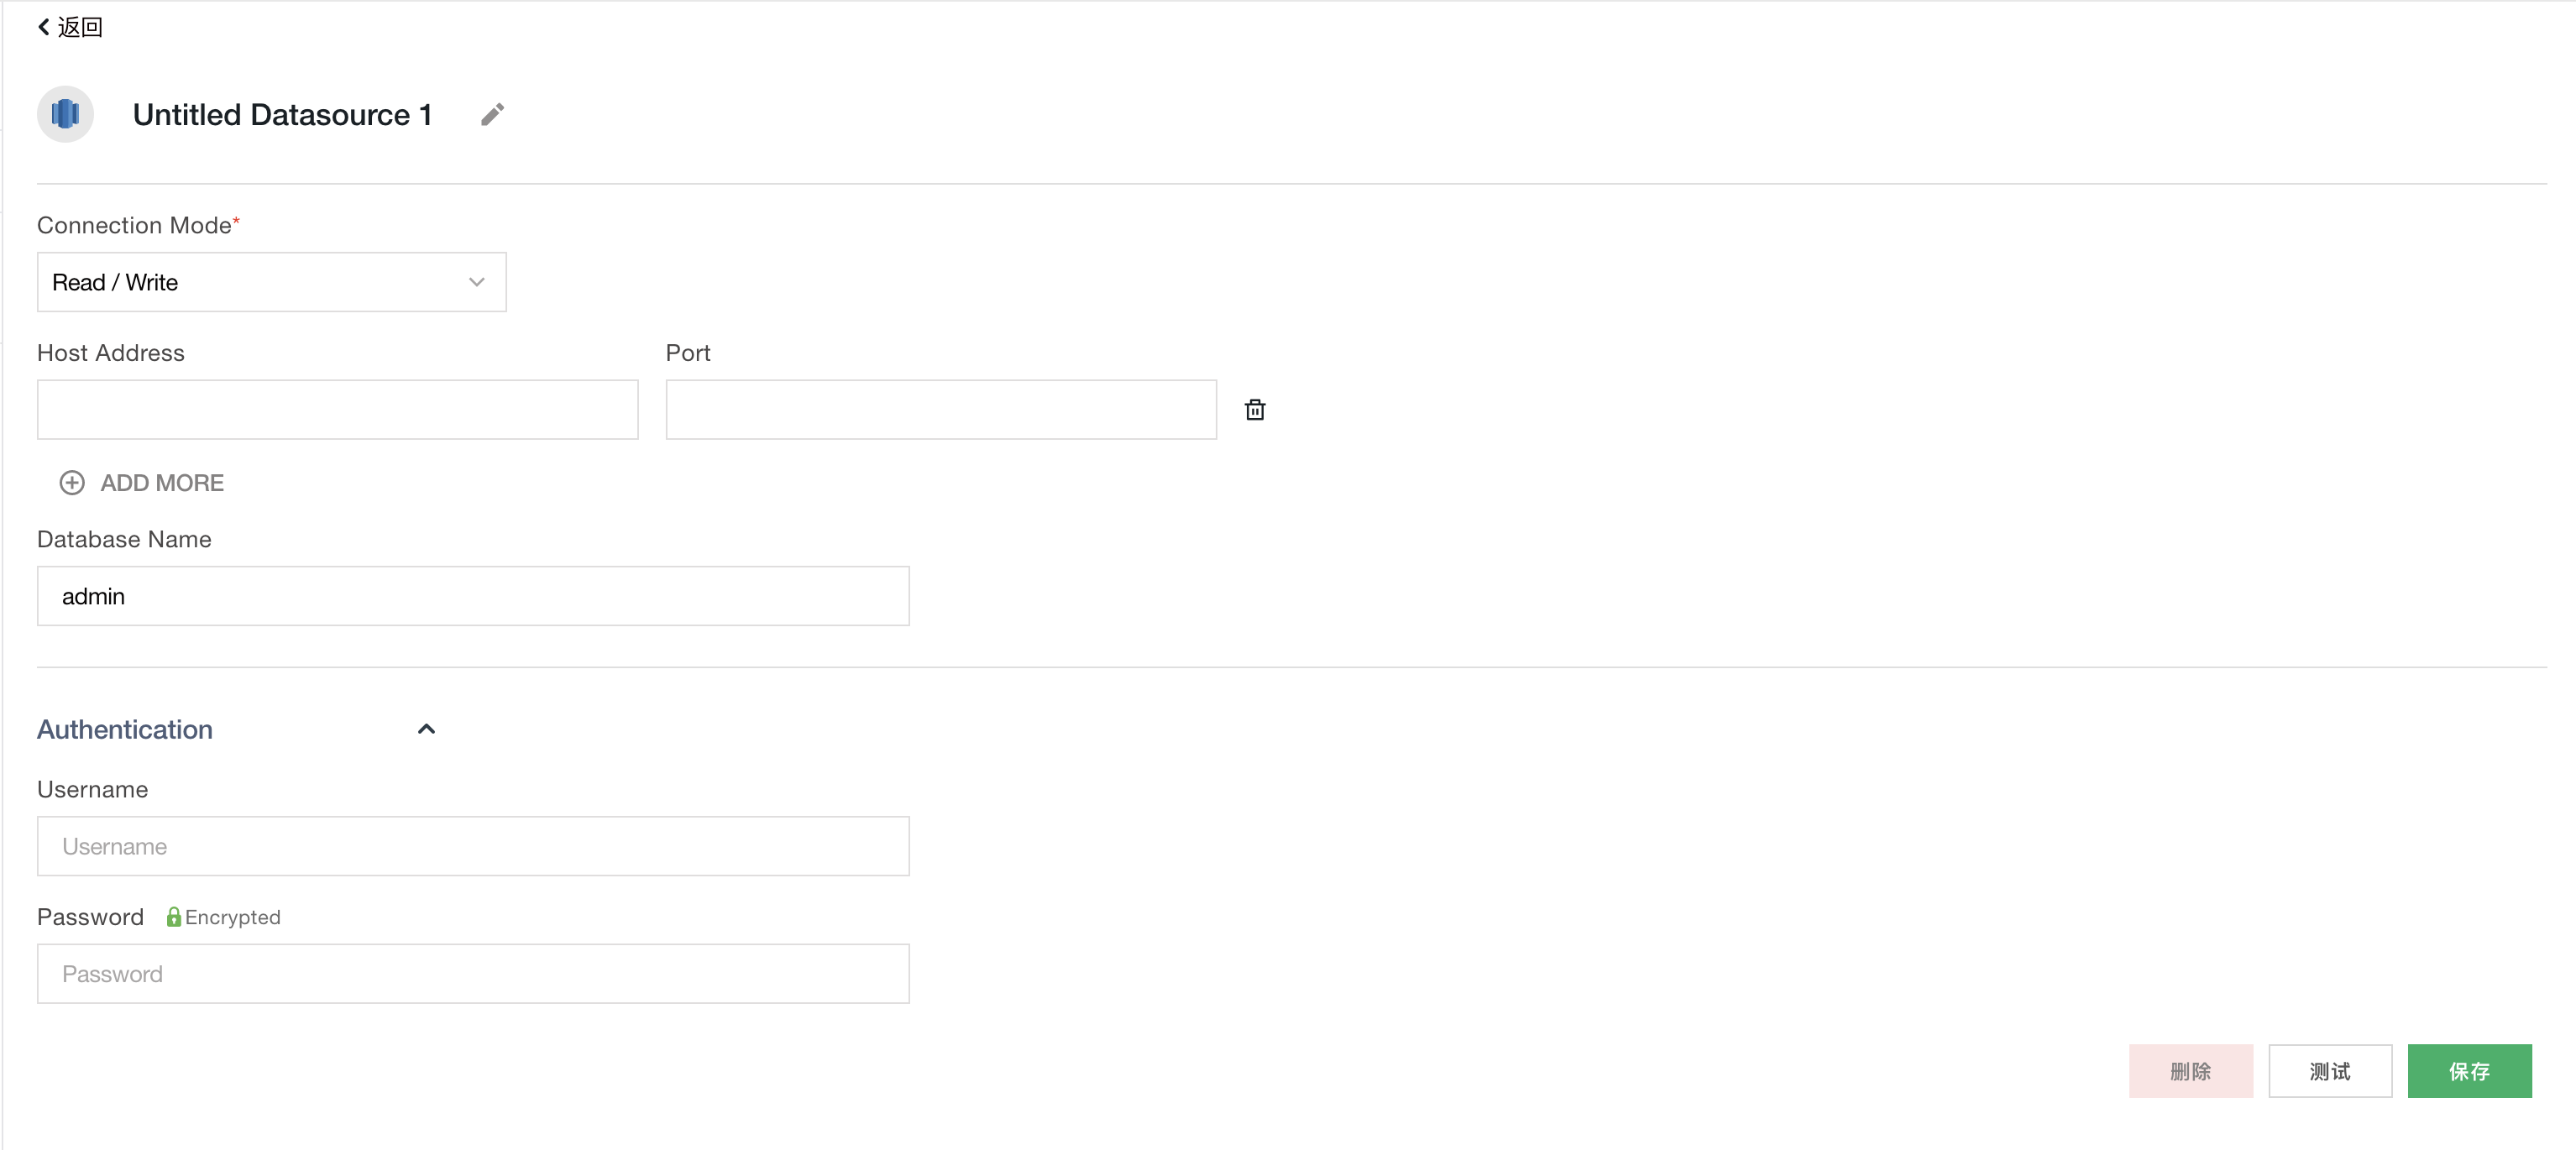 返回
Untitled Datasource 1
Connection Mode*
Read / Write
Host Address Port
ADD MORE
Database Name
admin
Authentication
Username
Username
Password Encrypted
Password
删除 测试 保存